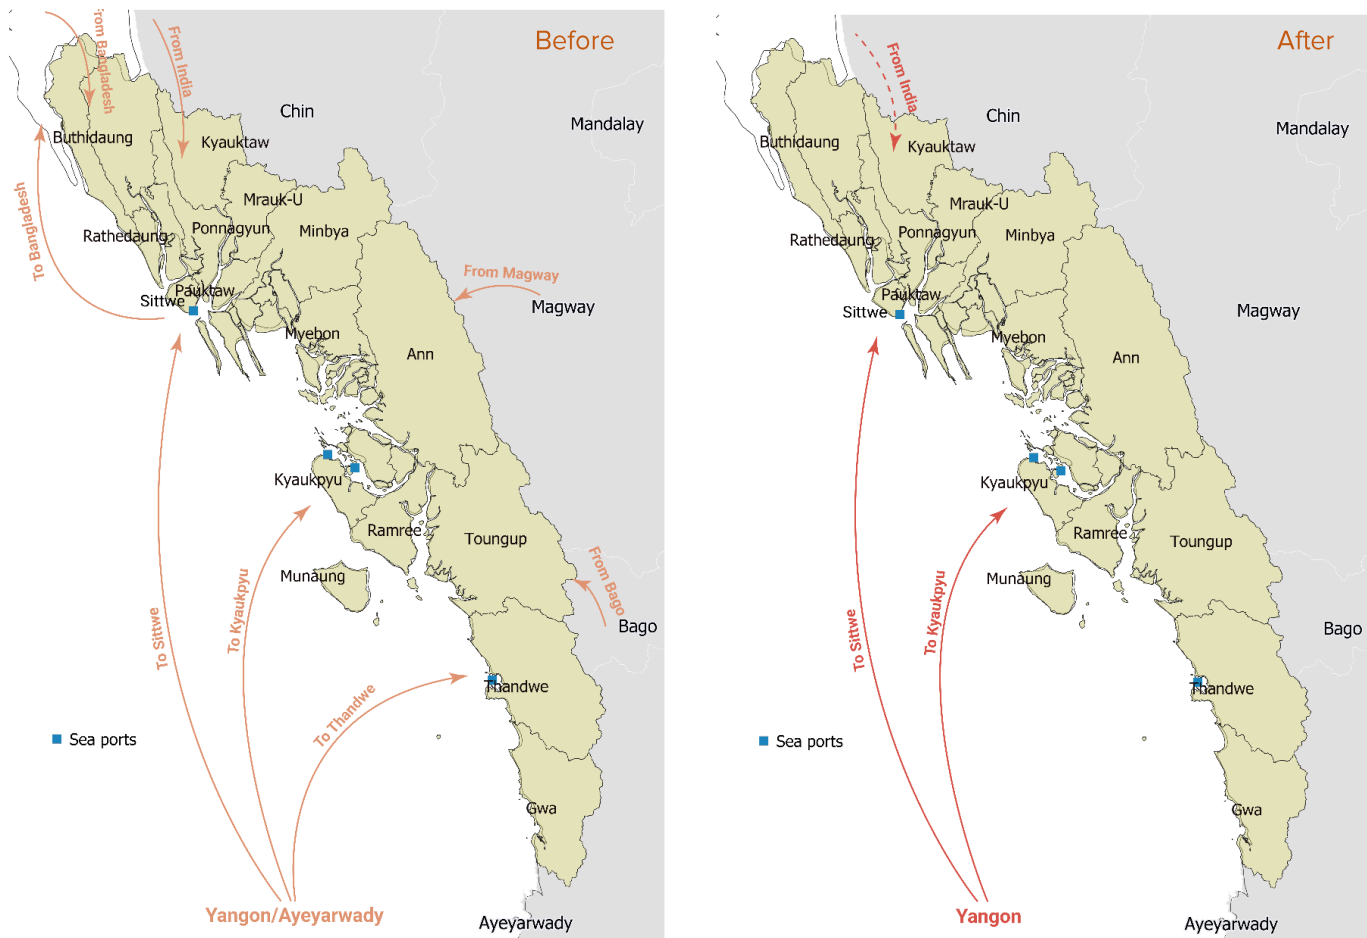 Before
From Bangladesh
From India
Chin
Mandalay
Buthidaung
Kyauktaw
To Bangladesh
Mrauk-U
Rathedaung
Ponnagyun
Minbya
From Magway
Pauktaw
Sittwe
Magway
Myebon
Ann
Kyaukpyu
Ramree
Toungup
Munaung
From Bago
Bago
To Sittwe
To Kyaukpyu
To Thandwe
Thandwe
Sea ports
Gwa
Yangon/Ayeyarwady
Ayeyarwady
After
From India
Chin
Mandalay
Buthidaung
Kyauktaw
Mrauk-U
Rathedaung
Ponnagyun
Minbya
Pauktaw
Sittwe
Magway
Myebon
Ann
Kyaukpyu
Ramree
Toungup
Munaung
Bago
To Sittwe
To Kyaukpyu
Thandwe
Sea ports
Gwa
Yangon
Ayeyarwady